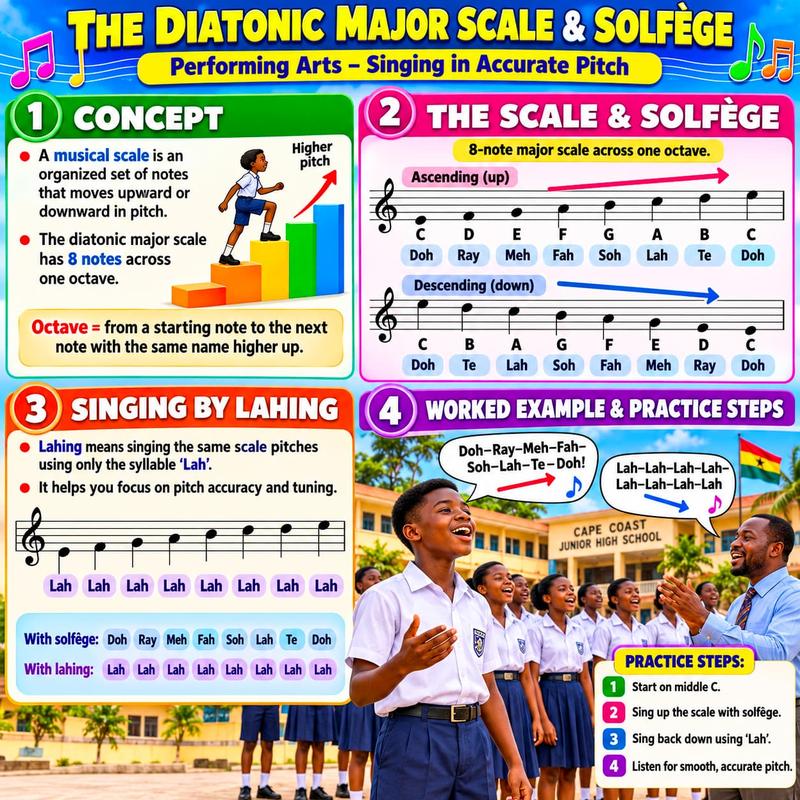 THE DIATONIC MAJOR SCALE & SOLFÈGE
Performing Arts – Singing in Accurate Pitch
1 CONCEPT
• A musical scale is an
organized set of notes
that moves upward or
downward in pitch.
• The diatonic major scale
has 8 notes across
one octave.
Higher
pitch
Octave = from a starting note to the next
note with the same name higher up.
2 THE SCALE & SOLFÈGE
8-note major scale across one octave.
Ascending (up)
C D E F G A B C
Doh Ray Meh Fah Soh Lah Te Doh
Descending (down)
C B A G F E D C
Doh Te Lah Soh Fah Meh Ray Doh
3 SINGING BY LAHING
• Lahing means singing the same scale pitches
using only the syllable ‘Lah’.
• It helps you focus on pitch accuracy and tuning.
Lah Lah Lah Lah Lah Lah Lah Lah
With solfège: Doh Ray Meh Fah Soh Lah Te Doh
With lahing: Lah Lah Lah Lah Lah Lah Lah Lah
4 WORKED EXAMPLE & PRACTICE STEPS
Doh–Ray–Meh–Fah–
Soh–Lah–Te–Doh!
Lah–Lah–Lah–Lah–
Lah–Lah–Lah–Lah
CAPE COAST
JUNIOR HIGH SCHOOL
PRACTICE STEPS:
1 Start on middle C.
2 Sing up the scale with solfège.
3 Sing back down using ‘Lah’.
4 Listen for smooth, accurate pitch.